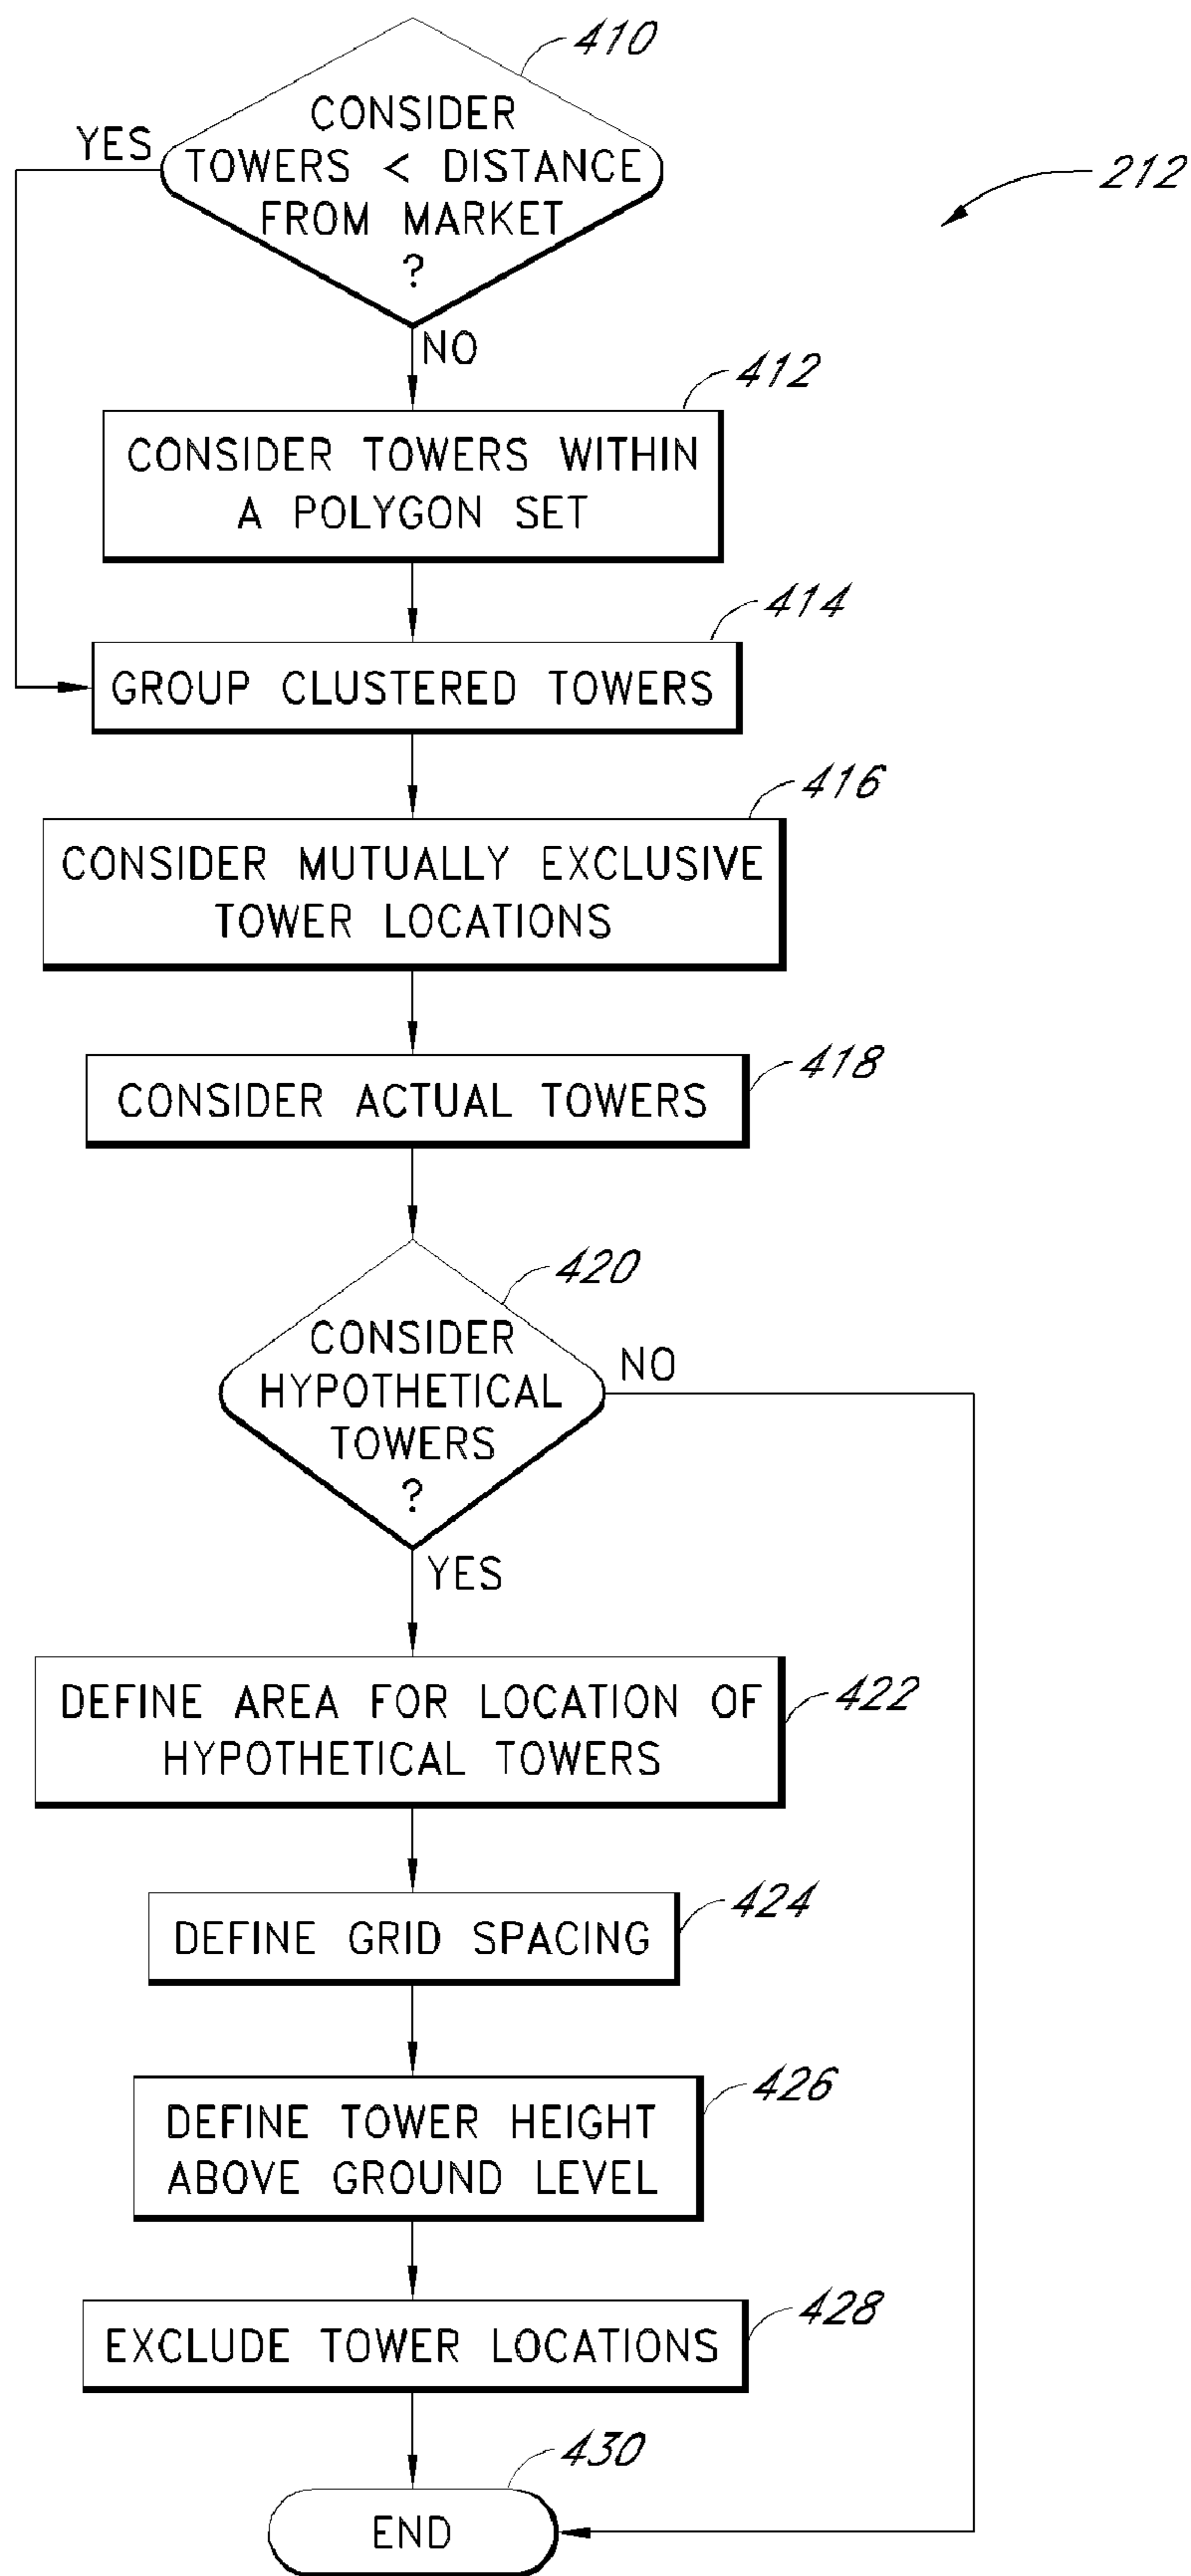 410
CONSIDER
YES
TOWERS < DISTANCE
FROM MARKET
?
212
NO
412
CONSIDER TOWERS WITHIN
A POLYGON SET
414
GROUP CLUSTERED TOWERS
416
CONSIDER MUTUALLY EXCLUSIVE
TOWER LOCATIONS
418
CONSIDER ACTUAL TOWERS
420
CONSIDER
HYPOTHETICAL
TOWERS
?
NO
YES
422
DEFINE AREA FOR LOCATION OF
HYPOTHETICAL TOWERS
424
DEFINE GRID SPACING
426
DEFINE TOWER HEIGHT
ABOVE GROUND LEVEL
428
EXCLUDE TOWER LOCATIONS
430
END